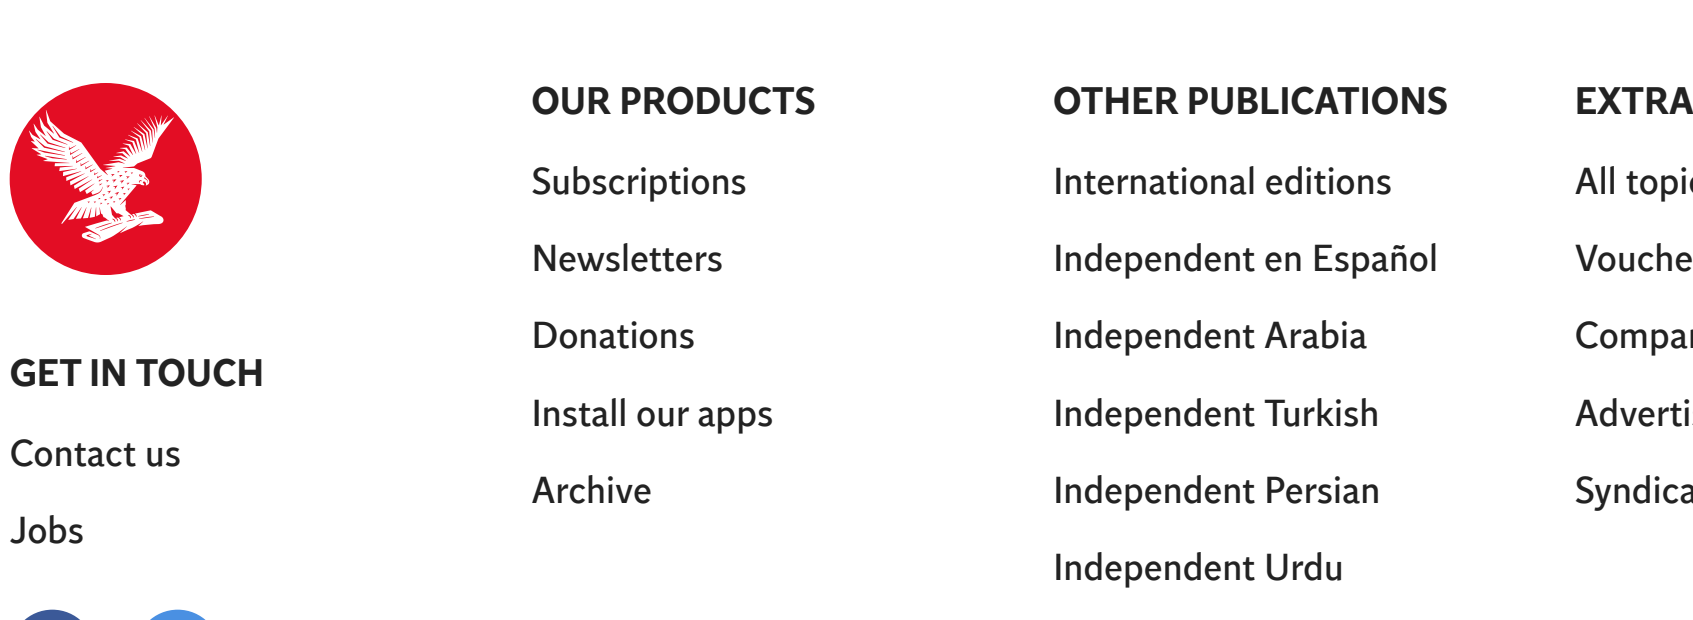 GET IN TOUCH
Contact us
Jobs
OUR PRODUCTS
Subscriptions
Newsletters
Donations
Install our apps
Archive
OTHER PUBLICATIONS
International editions
Independent en Español
Independent Arabia
Independent Turkish
Independent Persian
Independent Urdu
EXTRA
All